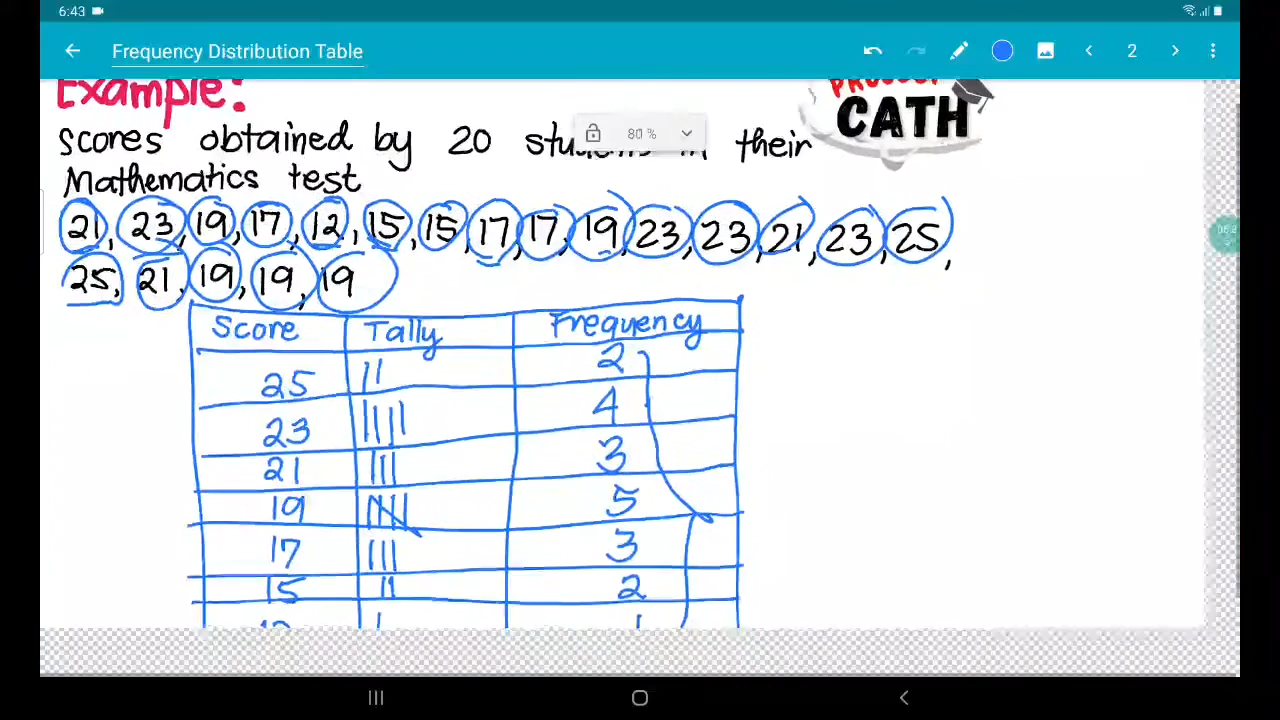 6:43
Frequency Distribution Table
2
Example:
80 %
CATH
Scores obtained by 20 in their
Mathematics test
21, 23, 19, 17, 12, 15, 15, 17, 17, 19, 23, 23, 21, 23, 25,
25, 21, 19, 19, 19
Score Tally Frequency
25 || 2
23 |||| 4
21 ||| 3
19 |||| 5
17 ||| 3
15 || 2
| 1